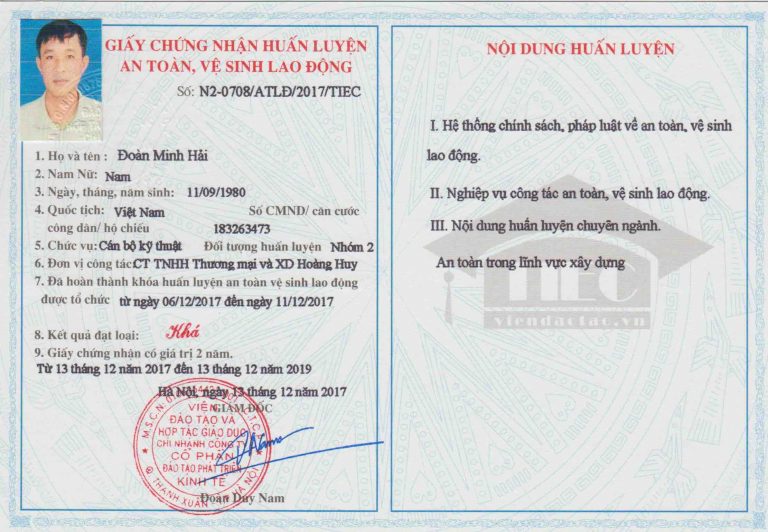 GIẤY CHỨNG NHẬN HUẤN LUYỆN
AN TOÀN, VỆ SINH LAO ĐỘNG
Số: N2-0708/ATLĐ/2017/TIEC
1. Họ và tên : Đoàn Minh Hải
2. Nam Nữ: Nam
3. Ngày, tháng, năm sinh: 11/09/1980
4. Quốc tịch: Việt Nam Số CMND/ căn cước
công dân/ hộ chiếu 183263473
5. Chức vụ:Cán bộ kỹ thuật Đối tượng huấn luyện Nhóm 2
6. Đơn vị công tác:CT TNHH Thương mại và XD Hoàng Huy
7. Đã hoàn thành khóa huấn luyện an toàn vệ sinh lao động
được tổ chức từ ngày 06/12/2017 đến ngày 11/12/2017
8. Kết quả đạt loại: Khá
9. Giấy chứng nhận có giá trị 2 năm.
Từ 13 tháng 12 năm 2017 đến 13 tháng 12 năm 2019
Hà Nội, ngày 13 tháng 12 năm 2017
GIÁM ĐỐC
VIỆN
ĐÀO TẠO VÀ
HỢP TÁC GIÁO DỤC
CHI NHÁNH CÔNG TY
CỔ PHẦN
ĐÀO TẠO PHÁT TRIỂN
KINH TẾ
Đoàn Duy Nam
NỘI DUNG HUẤN LUYỆN
I. Hệ thống chính sách, pháp luật về an toàn, vệ sinh
lao động.
II. Nghiệp vụ công tác an toàn, vệ sinh lao động.
III. Nội dung huấn luyện chuyên ngành.
An toàn trong lĩnh vực xây dựng
TIEC
viendactao.vn